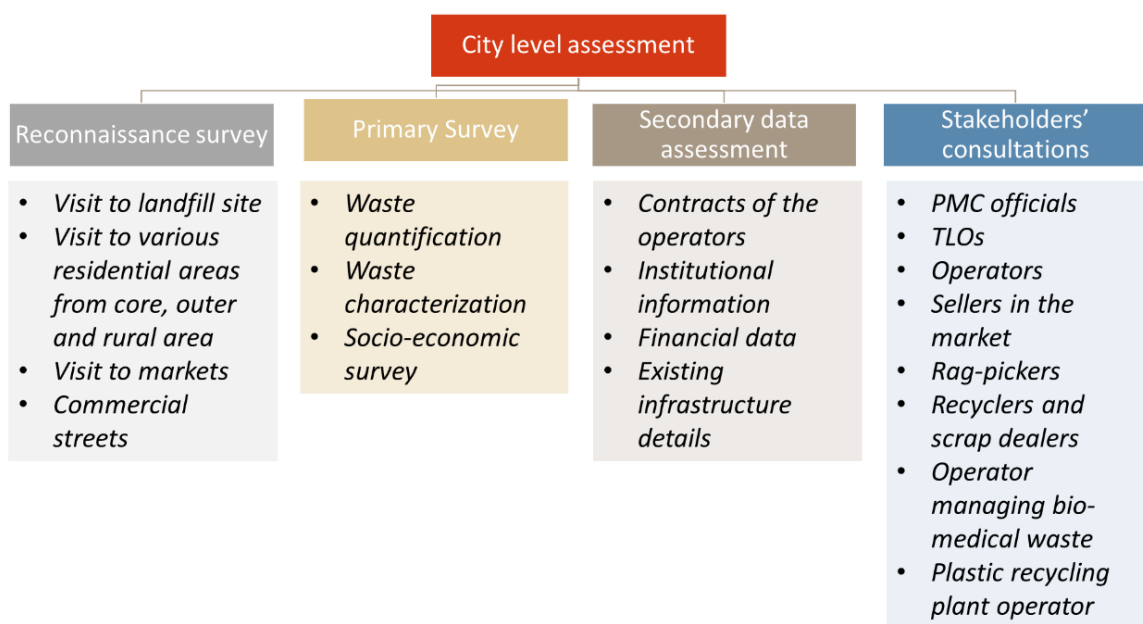 City level assessment
Reconnaissance survey
• Visit to landfill site
• Visit to various
residential areas
from core, outer
and rural area
• Visit to markets
• Commercial
streets
Primary Survey
• Waste
quantification
• Waste
characterization
• Socio-economic
survey
Secondary data
assessment
• Contracts of the
operators
• Institutional
information
• Financial data
• Existing
infrastructure
details
Stakeholders’
consultations
• PMC officials
• TLOs
• Operators
• Sellers in the
market
• Rag-pickers
• Recyclers and
scrap dealers
• Operator
managing bio-
medical waste
• Plastic recycling
plant operator